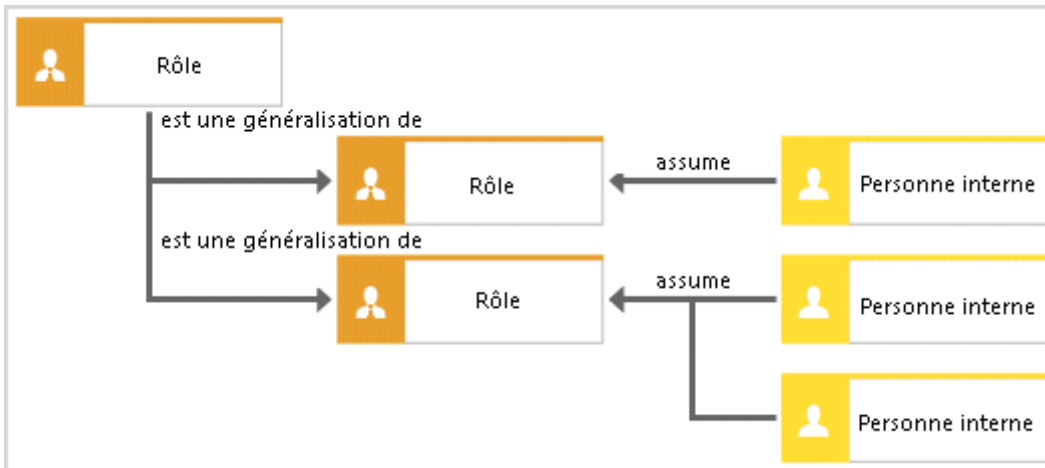 Rôle
est une généralisation de
assume
Rôle
Personne interne
est une généralisation de
assume
Rôle
Personne interne
Personne interne